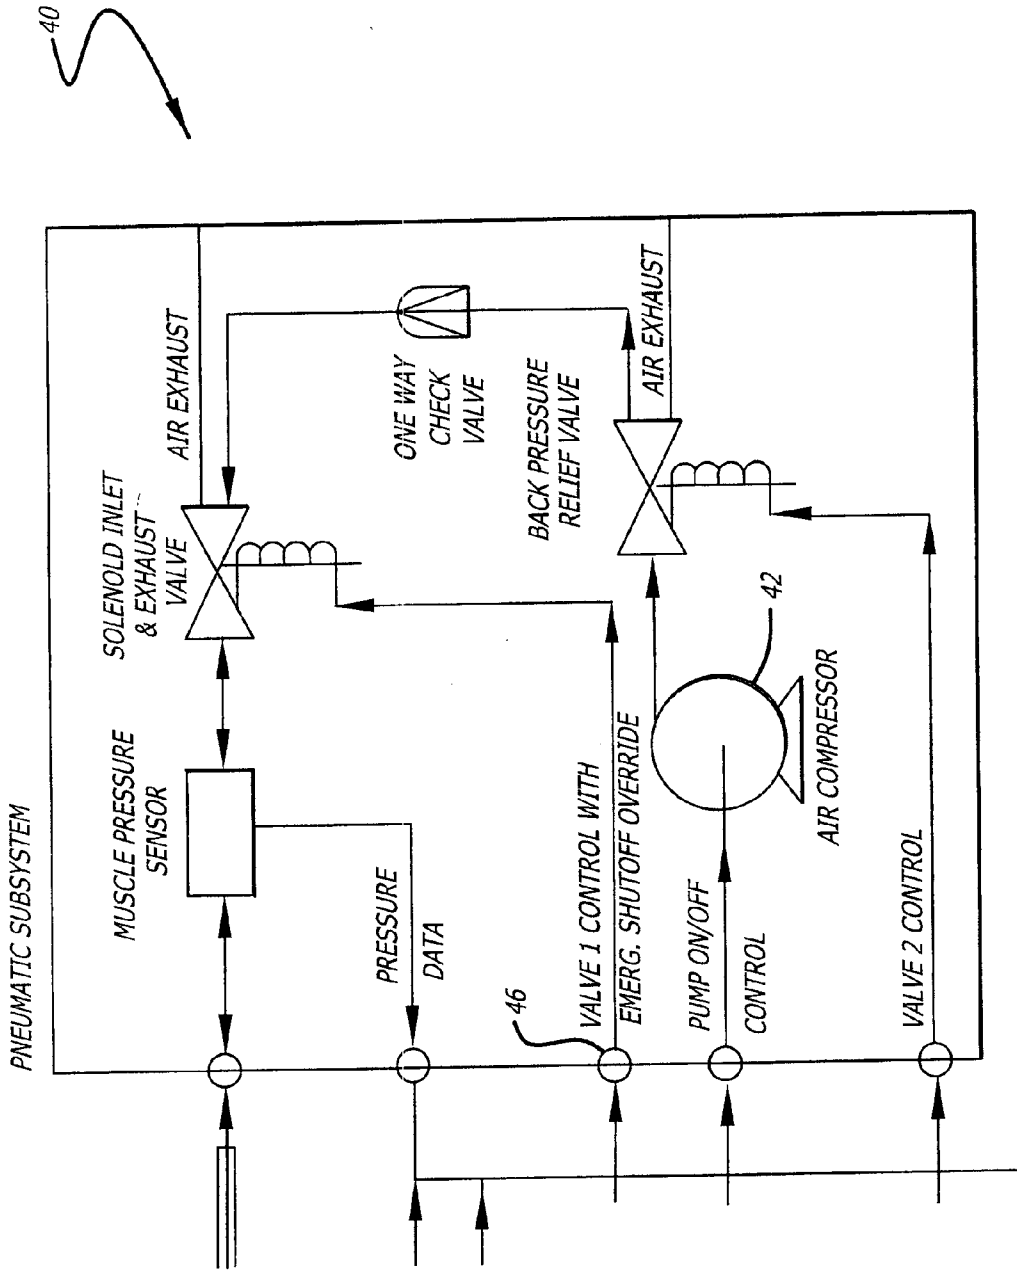 40
PNEUMATIC SUBSYSTEM
MUSCLE PRESSURE
SENSOR
SOLENOLD INLET
& EXHAUST
VALVE
AIR EXHAUST
PRESSURE
DATA
ONE WAY
CHECK
VALVE
46
VALVE 1 CONTROL WITH
EMERG. SHUTOFF OVERRIDE
BACK PRESSURE
RELIEF VALVE
AIR EXHAUST
PUMP ON/OFF
CONTROL
42
AIR COMPRESSOR
VALVE 2 CONTROL